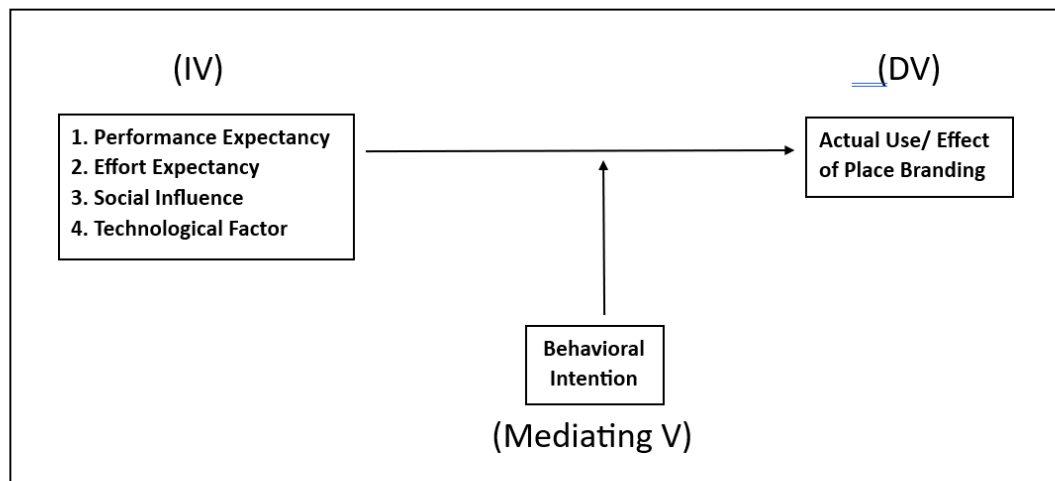 (IV)
(DV)
1. Performance Expectancy
2. Effort Expectancy
3. Social Influence
4. Technological Factor
Actual Use/ Effect
of Place Branding
Behavioral
Intention
(Mediating V)